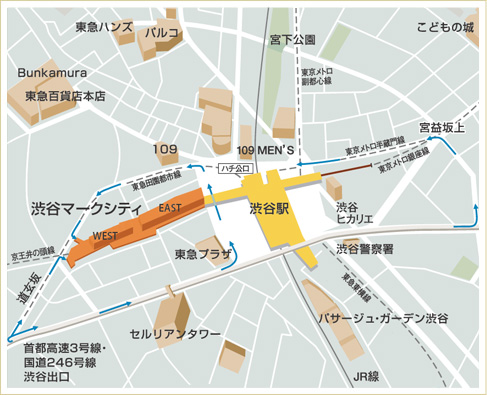 東急ハンズ
パルコ
宮下公園
こどもの城
Bunkamura
東急百貨店本店
東京メトロ
副都心線
宮益坂上
109
109 MEN'S
東京メトロ半蔵門線
東京メトロ銀座線
ハチ公口
東急田園都市線
渋谷マークシティ
EAST
WEST
渋谷駅
渋谷
ヒカリエ
京王井の頭線
東急プラザ
渋谷警察署
道玄坂
東急東横線
セルリアンタワー
パサージュ・ガーデン渋谷
首都高速3号線・
国道246号線
渋谷出口
JR線